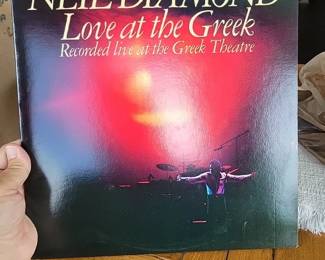 NEIL DIAMOND
Love at the Greek
Recorded live at the Greek Theatre